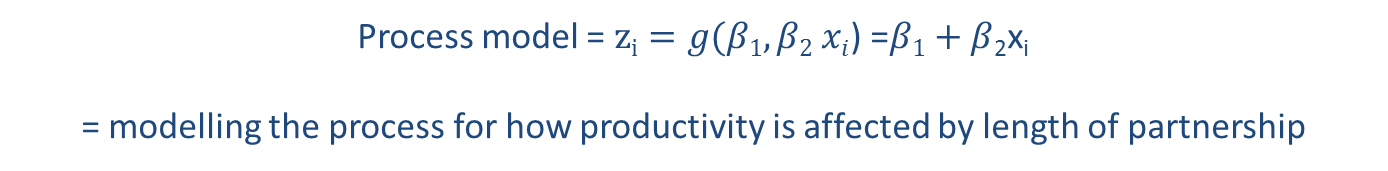 Process model = zᵢ = g(β₁, β₂ xᵢ) =β₁ + β₂xᵢ
= modelling the process for how productivity is affected by length of partnership